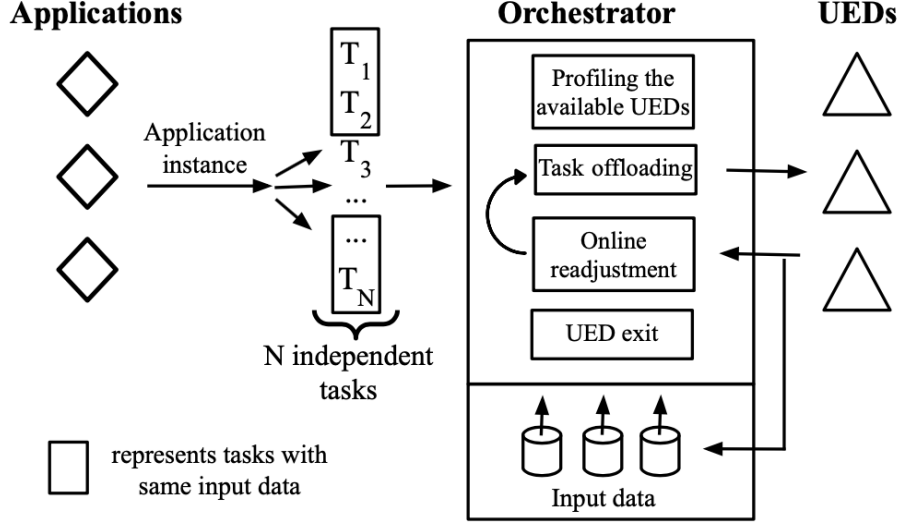 Applications
Orchestrator
UEDs
Application
instance
T1
T2
T3
...
...
TN
N independent
tasks
Profiling the
available UEDs
Task offloading
Online
readjustment
UED exit
Input data
represents tasks with
same input data